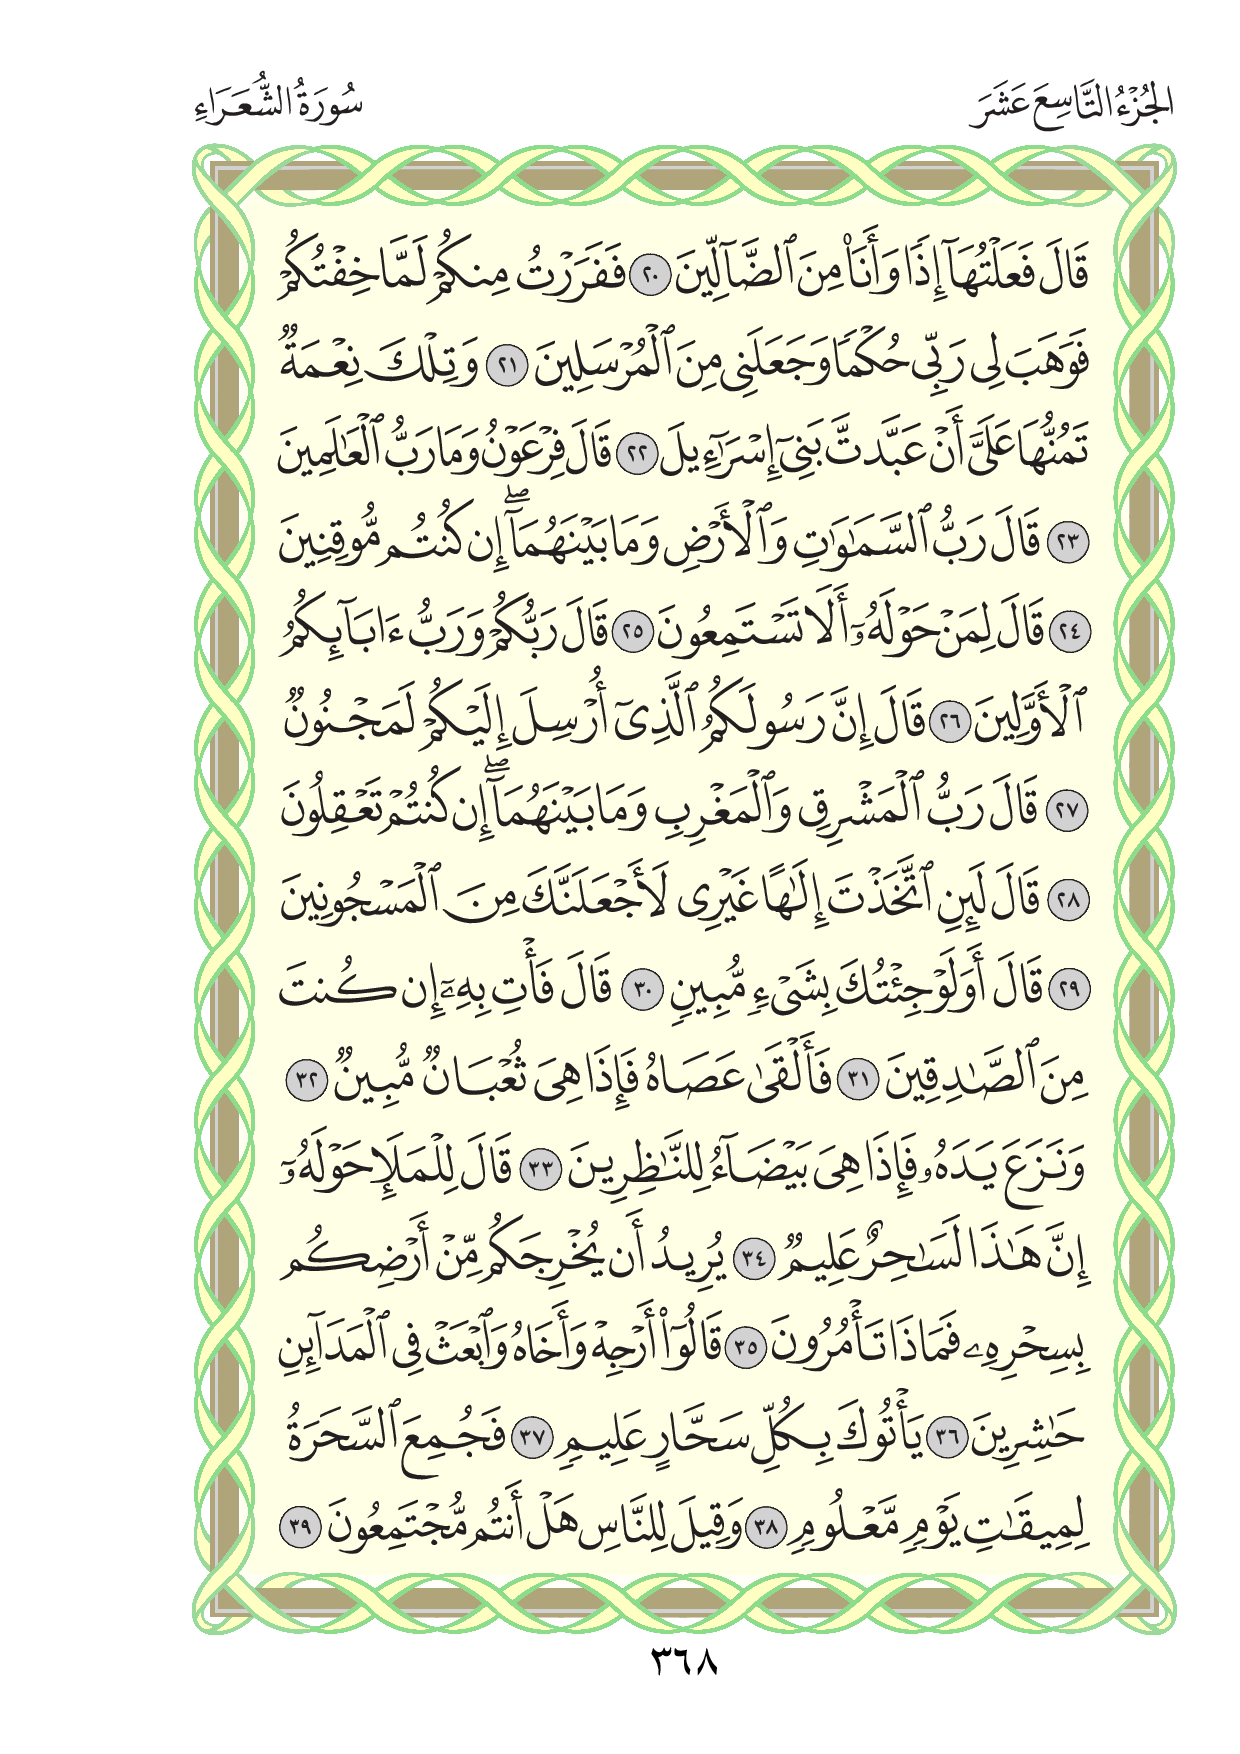 الجُزْءُ التَّاسِعَ عَشَرَ
سُورَةُ الشُّعَرَاءِ
قَالَ فَعَلْتُهَآ إِذٗا وَأَنَا۠ مِنَ ٱلضَّآلِّينَ ٢٠ فَفَرَرۡتُ مِنكُمۡ لَمَّا خِفۡتُكُمۡ
فَوَهَبَ لِي رَبِّي حُكۡمٗا وَجَعَلَنِي مِنَ ٱلۡمُرۡسَلِينَ ٢١ وَتِلۡكَ نِعۡمَةٞ
تَمُنُّهَا عَلَيَّ أَنۡ عَبَّدتَّ بَنِيٓ إِسۡرَٰٓءِيلَ ٢٢ قَالَ فِرۡعَوۡنُ وَمَا رَبُّ ٱلۡعَٰلَمِينَ
٢٣ قَالَ رَبُّ ٱلسَّمَٰوَٰتِ وَٱلۡأَرۡضِ وَمَا بَيۡنَهُمَآۖ إِن كُنتُم مُّوقِنِينَ
٢٤ قَالَ لِمَنۡ حَوۡلَهُۥٓ أَلَا تَسۡتَمِعُونَ ٢٥ قَالَ رَبُّكُمۡ وَرَبُّ ءَابَآئِكُمُ
ٱلۡأَوَّلِينَ ٢٦ قَالَ إِنَّ رَسُولَكُمُ ٱلَّذِيٓ أُرۡسِلَ إِلَيۡكُمۡ لَمَجۡنُونٞ
٢٧ قَالَ رَبُّ ٱلۡمَشۡرِقِ وَٱلۡمَغۡرِبِ وَمَا بَيۡنَهُمَآۖ إِن كُنتُمۡ تَعۡقِلُونَ
٢٨ قَالَ لَئِنِ ٱتَّخَذۡتَ إِلَٰهًا غَيۡرِي لَأَجۡعَلَنَّكَ مِنَ ٱلۡمَسۡجُونِينَ
٢٩ قَالَ أَوَلَوۡ جِئۡتُكَ بِشَيۡءٖ مُّبِينٖ ٣٠ قَالَ فَأۡتِ بِهِۦٓ إِن كُنتَ
مِنَ ٱلصَّٰدِقِينَ ٣١ فَأَلۡقَىٰ عَصَاهُ فَإِذَا هِيَ ثُعۡبَانٞ مُّبِينٞ ٣٢
وَنَزَعَ يَدَهُۥ فَإِذَا هِيَ بَيۡضَآءُ لِلنَّٰظِرِينَ ٣٣ قَالَ لِلۡمَلَإِ حَوۡلَهُۥٓ
إِنَّ هَٰذَا لَسَٰحِرٌ عَلِيمٞ ٣٤ يُرِيدُ أَن يُخۡرِجَكُم مِّنۡ أَرۡضِكُم
بِسِحۡرِهِۦ فَمَاذَا تَأۡمُرُونَ ٣٥ قَالُوٓاْ أَرۡجِهۡ وَأَخَاهُ وَٱبۡعَثۡ فِي ٱلۡمَدَآئِنِ
حَٰشِرِينَ ٣٦ يَأۡتُوكَ بِكُلِّ سَحَّارٍ عَلِيمٖ ٣٧ فَجُمِعَ ٱلسَّحَرَةُ
لِمِيقَٰتِ يَوۡمٖ مَّعۡلُومٖ ٣٨ وَقِيلَ لِلنَّاسِ هَلۡ أَنتُم مُّجۡتَمِعُونَ ٣٩
٣٦٨